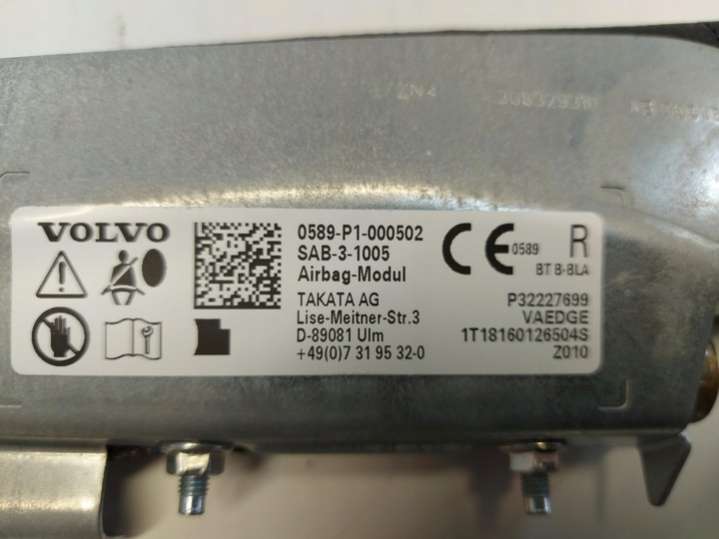 VOLVO
0589-P1-000502
SAB-3-1005
Airbag-Modul
TAKATA AG
Lise-Meitner-Str.3
D-89081 Ulm
+49(0)7 31 95 32-0
CE 0589
R
BT B-BLA
P32227699
VAEDGE
1T18160126504S
Z010